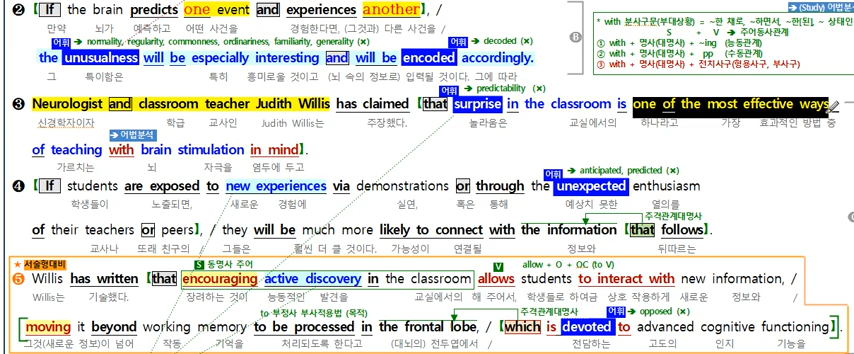 ❷【 If the brain predicts one event and experiences another】, /
만약 뇌가 예측하고 어떤 사건을 경험한다면, (그것과) 다른 사건을 /
어휘 → normality, regularity, commonness, ordinariness, familiarity, generality (×) 어휘 → decoded (×)
the unusualness will be especially interesting and will be encoded accordingly.
그 특이함은 특히 흥미로울 것이고 (뇌 속의 정보로) 입력될 것이다. 그에 따라
B
→ (Study) 어법분석
* with 분사구문(부대상황) = ~한 채로, ~하면서, ~한[된], ~ 상태인
S + V → 주어동사관계
① with + 명사(대명사) + ~ing (능동관계)
② with + 명사(대명사) + pp (수동관계)
③ with + 명사(대명사) + 전치사구(형용사구, 부사구)
어휘 → predictability (×)
❸ Neurologist and classroom teacher Judith Willis has claimed【that surprise in the classroom is one of the most effective ways
신경학자이자 학급 교사인 Judith Willis는 주장했다. 놀라움은 교실에서의 하나라고 가장 효과적인 방법 중
→ 어법분석
of teaching with brain stimulation in mind】.
가르치는 뇌 자극을 염두에 두고
어휘 → anticipated, predicted (×)
❹【 If students are exposed to new experiences via demonstrations or through the unexpected enthusiasm
학생들이 노출되면, 새로운 경험에 실연, 혹은 통해 예상치 못한 열의를
주격관계대명사
of their teachers or peers】, / they will be much more likely to connect with the information【that follows】.
교사나 또래 친구의 그들은 훨씬 더 클 것이다. 가능성이 연결될 정보와 뒤따르는
★ 서술형대비 S 동명사 주어 V allow + O + OC (to V)
❺ Willis has written【that encouraging active discovery in the classroom allows students to interact with new information, /
Willis는 기술했다. 장려하는 것이 능동적인 발견을 교실에서의 해 주어서, 학생들로 하여금 상호 작용하게 새로운 정보와 /
to 부정사 부사적용법 (목적) 주격관계대명사 어휘 → opposed (×)
moving it beyond working memory to be processed in the frontal lobe, /【which is devoted to advanced cognitive functioning】.
그것(새로운 정보)이 넘어 작동 기억을 처리되도록 한다고 (대뇌의) 전두엽에서 / 전담하는 고도의 인지 기능을